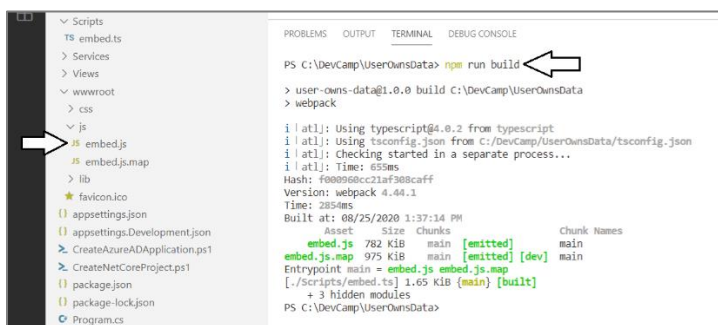 Scripts
TS embed.ts
Services
Views
wwwroot
css
js
JS embed.js
JS embed.js.map
lib
favicon.ico
{} appsettings.json
{} appsettings.Development.json
CreateAzureADApplication.ps1
CreateNetCoreProject.ps1
{} package.json
{} package-lock.json
C# Program.cs
PROBLEMS OUTPUT TERMINAL DEBUG CONSOLE
PS C:\DevCamp\UserOwnsData> npm run build
> user-owns-data@1.0.0 build C:\DevCamp\UserOwnsData
> webpack
i ｢atl｣: Using typescript@4.0.2 from typescript
i ｢atl｣: Using tsconfig.json from C:/DevCamp/UserOwnsData/tsconfig.json
i ｢atl｣: Checking started in a separate process...
i ｢atl｣: Time: 655ms
Hash: f000960cc21af308caff
Version: webpack 4.44.1
Time: 2854ms
Built at: 08/25/2020 1:37:14 PM
Asset Size Chunks Chunk Names
embed.js 782 KiB main [emitted] main
embed.js.map 975 KiB main [emitted] [dev] main
Entrypoint main = embed.js embed.js.map
[./Scripts/embed.ts] 1.65 KiB {main} [built]
+ 3 hidden modules
PS C:\DevCamp\UserOwnsData>